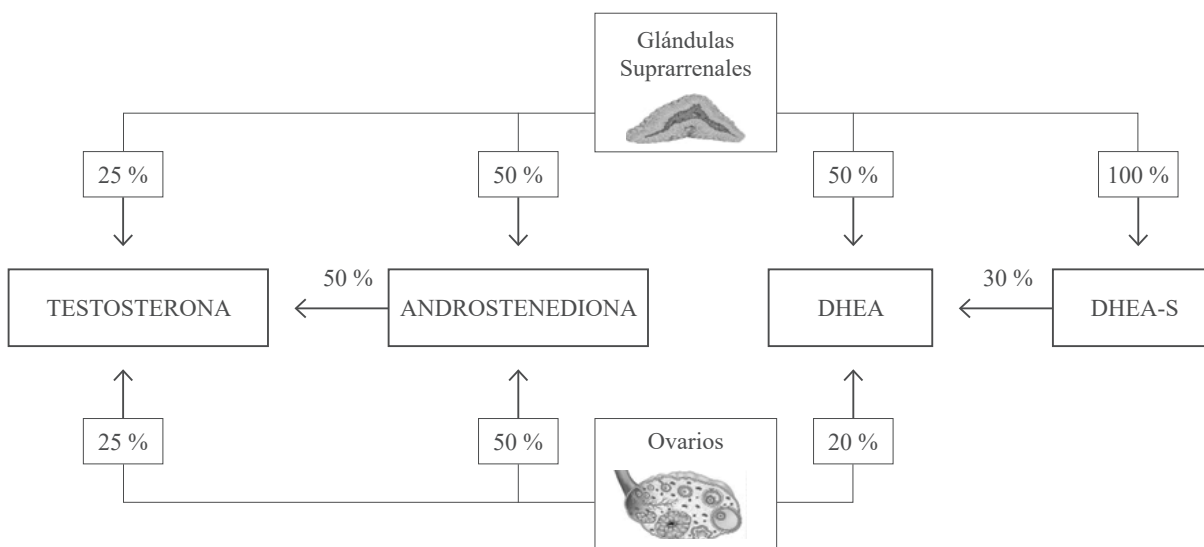 Glándulas
Suprarrenales
25 %
50 %
50 %
100 %
50 %
30 %
TESTOSTERONA
ANDROSTENEDIONA
DHEA
DHEA-S
25 %
50 %
Ovarios
20 %